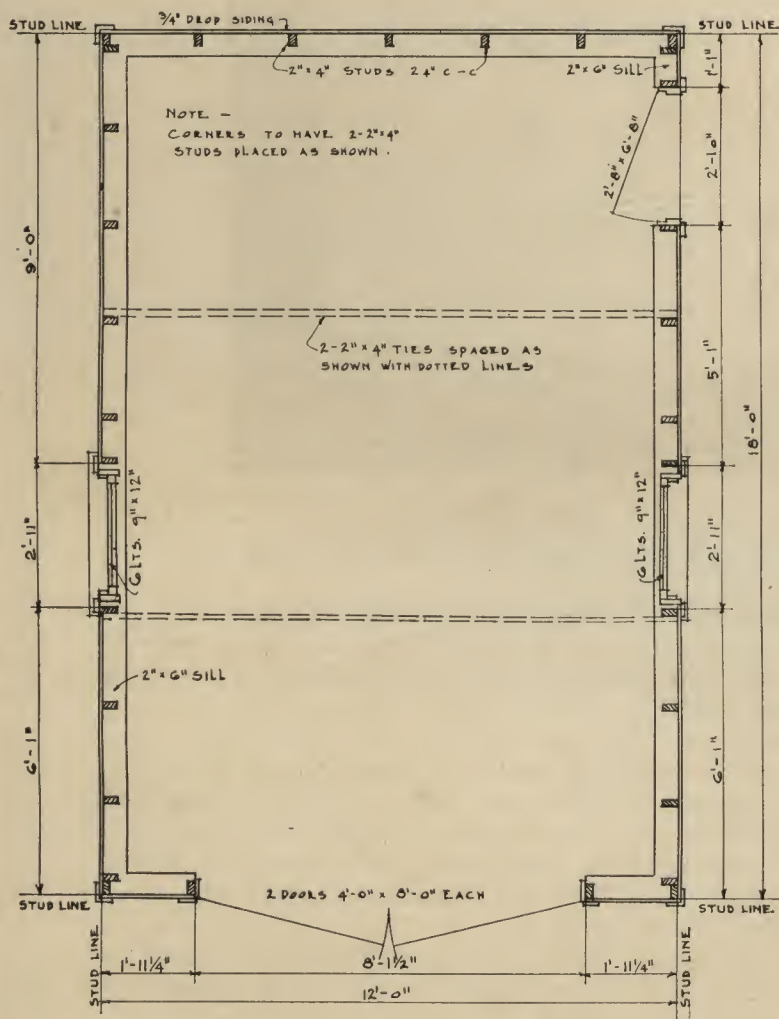 3/4" DROP SIDING
STUD LINE
STUD LINE
2"x4" STUDS 24" C-C
2"x6" SILL
1'-1"
NOTE -
CORNERS TO HAVE 2-2"x4"
STUDS PLACED AS SHOWN.
2'-8" x 6'-8"
2'-10"
9'-0"
2-2"x4" TIES SPACED AS
SHOWN WITH DOTTED LINES
5'-1"
18'-0"
2'-11"
6 LTS. 9"x12"
6 LTS. 9"x12"
2'-11"
2"x6" SILL
6'-1"
6'-1"
2 DOORS 4'-0" x 8'-0" EACH
STUD LINE
STUD LINE
STUD LINE
1'-11 1/4"
8'-1 1/2"
1'-11 1/4"
STUD LINE
12'-0"